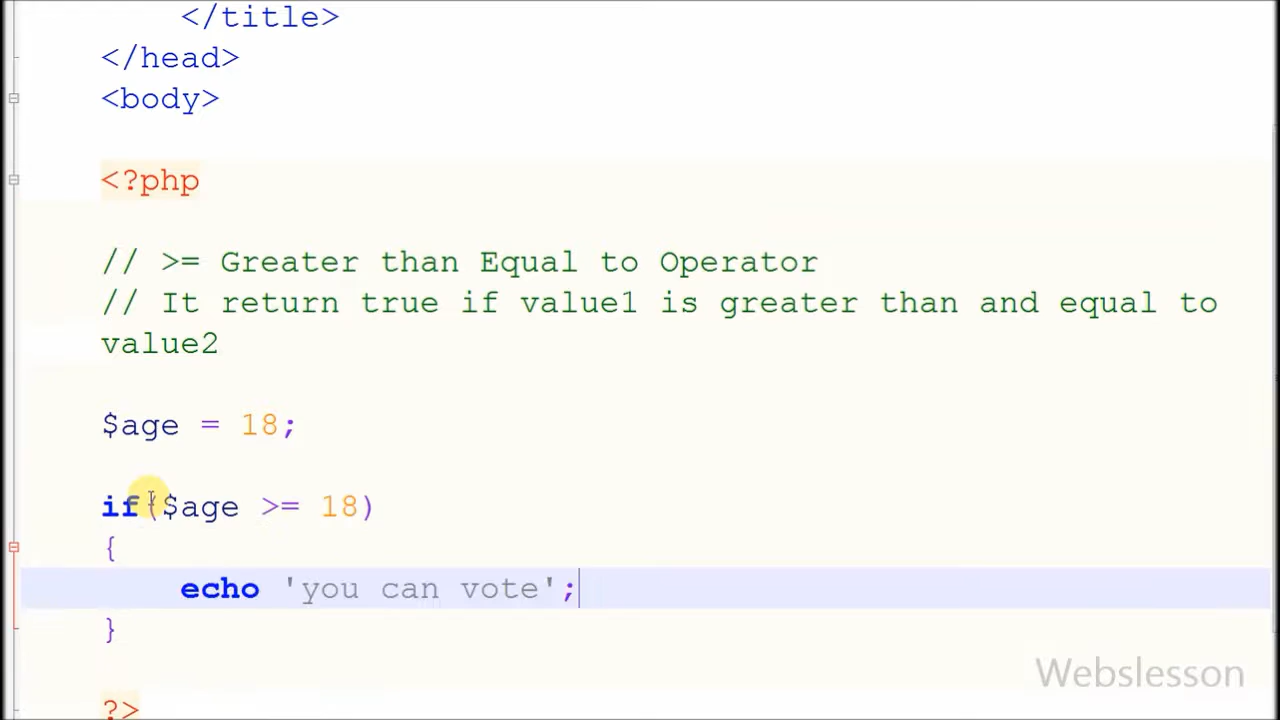 </title>
</head>
<body>
<?php
// >= Greater than Equal to Operator
// It return true if value1 is greater than and equal to
value2
$age = 18;
if($age >= 18)
{
echo 'you can vote';
}
?>
Webslesson